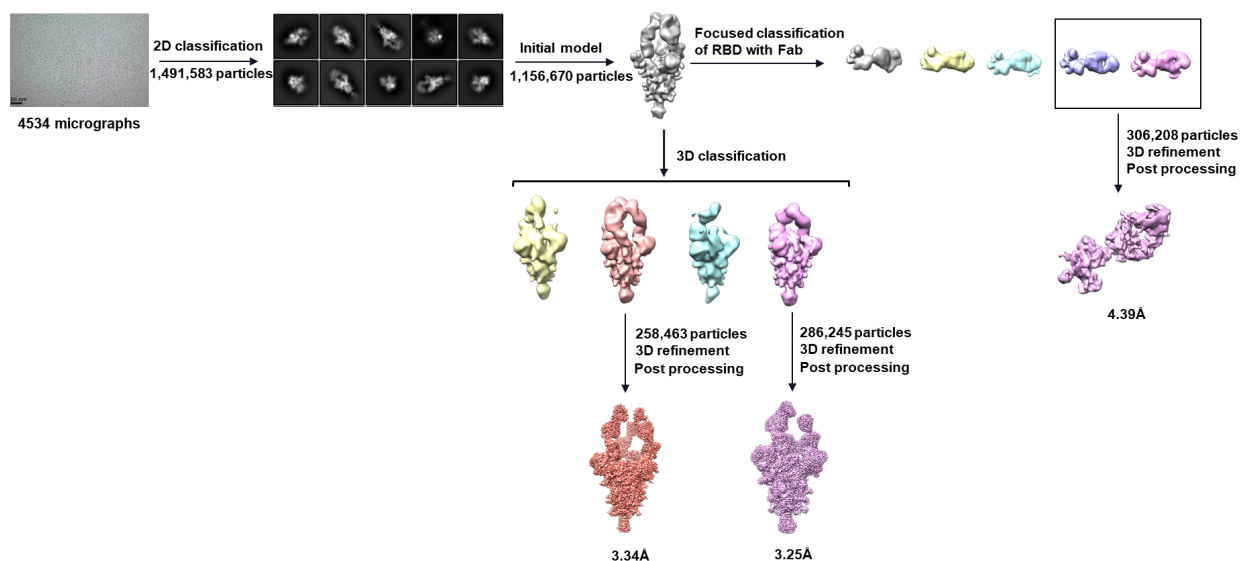 2D classification
1,491,583 particles
50 nm
4534 micrographs
Initial model
1,156,670 particles
Focused classification
of RBD with Fab
3D classification
306,208 particles
3D refinement
Post processing
4.39Å
258,463 particles
3D refinement
Post processing
286,245 particles
3D refinement
Post processing
3.34Å
3.25Å